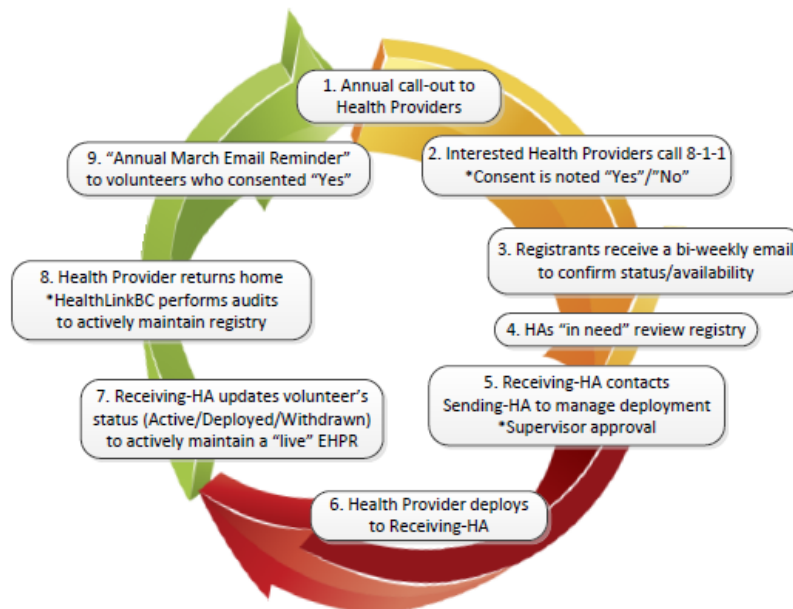 1. Annual call-out to
Health Providers
2. Interested Health Providers call 8-1-1
*Consent is noted “Yes”/”No”
3. Registrants receive a bi-weekly email
to confirm status/availability
4. HAs “in need” review registry
5. Receiving-HA contacts
Sending-HA to manage deployment
*Supervisor approval
6. Health Provider deploys
to Receiving-HA
7. Receiving-HA updates volunteer’s
status (Active/Deployed/Withdrawn)
to actively maintain a “live” EHPR
8. Health Provider returns home
*HealthLinkBC performs audits
to actively maintain registry
9. “Annual March Email Reminder”
to volunteers who consented “Yes”